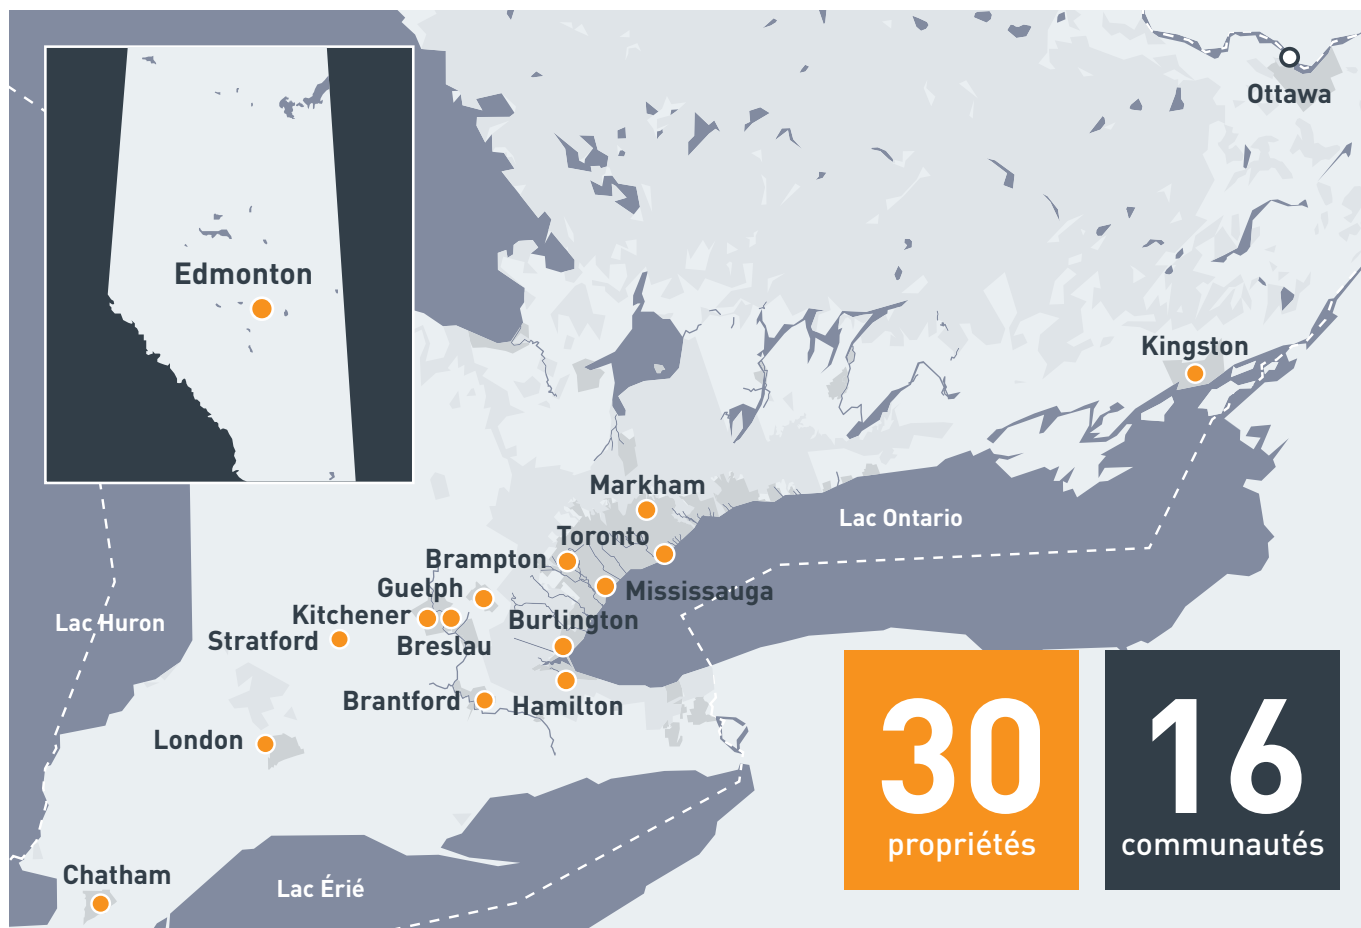 Ottawa
Edmonton
Kingston
Markham
Lac Ontario
Toronto
Brampton
Guelph
Mississauga
Kitchener
Burlington
Lac Huron
Stratford
Breslau
Brantford
Hamilton
London
30
propriétés
16
communautés
Chatham
Lac Érié